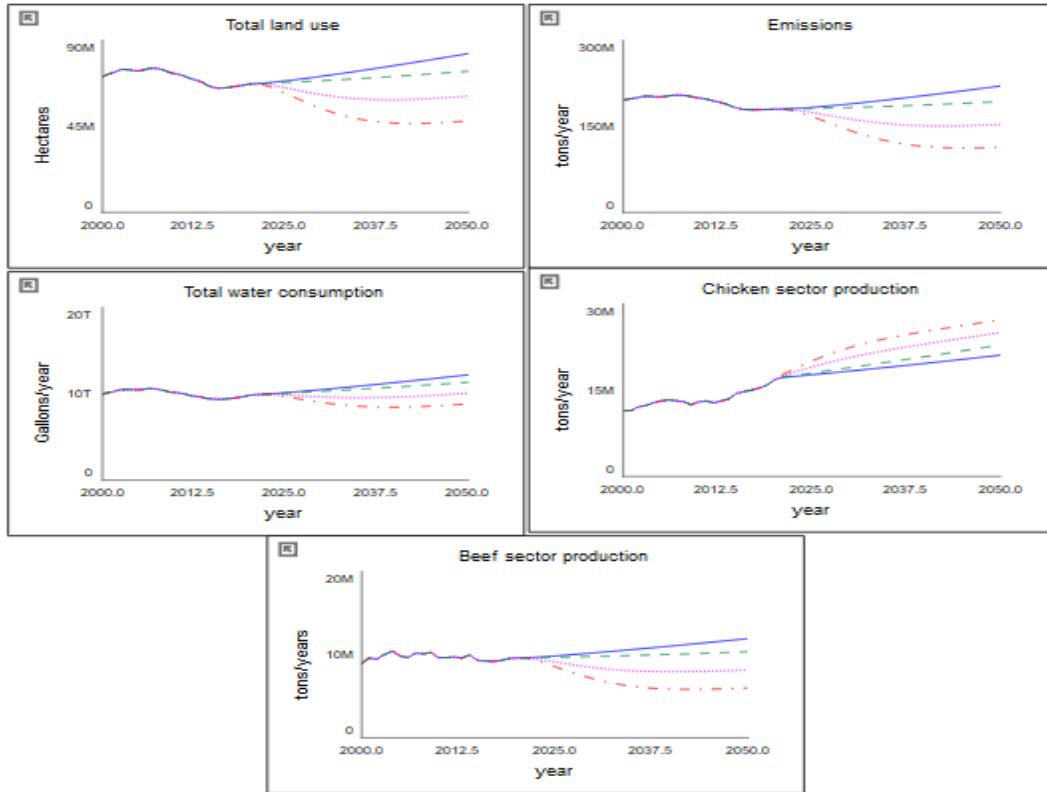 Total land use
90M
45M
0
Hectares
2000.0 2012.5 2025.0 2037.5 2050.0
year
Emissions
300M
150M
0
tons/year
2000.0 2012.5 2025.0 2037.5 2050.0
year
Total water consumption
20T
10T
0
Gallons/year
2000.0 2012.5 2025.0 2037.5 2050.0
year
Chicken sector production
30M
15M
0
tons/year
2000.0 2012.5 2025.0 2037.5 2050.0
year
Beef sector production
20M
10M
0
tons/years
2000.0 2012.5 2025.0 2037.5 2050.0
year